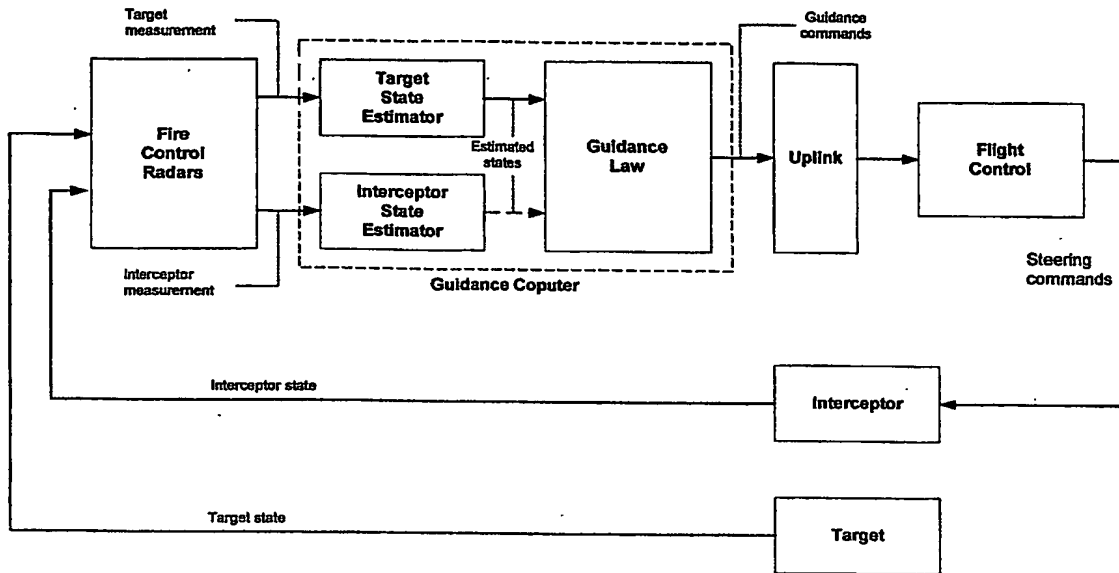 Target
measurement
Guidance
commands
Fire
Control
Radars
Target
State
Estimator
Estimated
states
Interceptor
State
Estimator
Guidance
Law
Uplink
Flight
Control
Interceptor
measurement
Guidance Coputer
Steering
commands
Interceptor state
Interceptor
Target state
Target